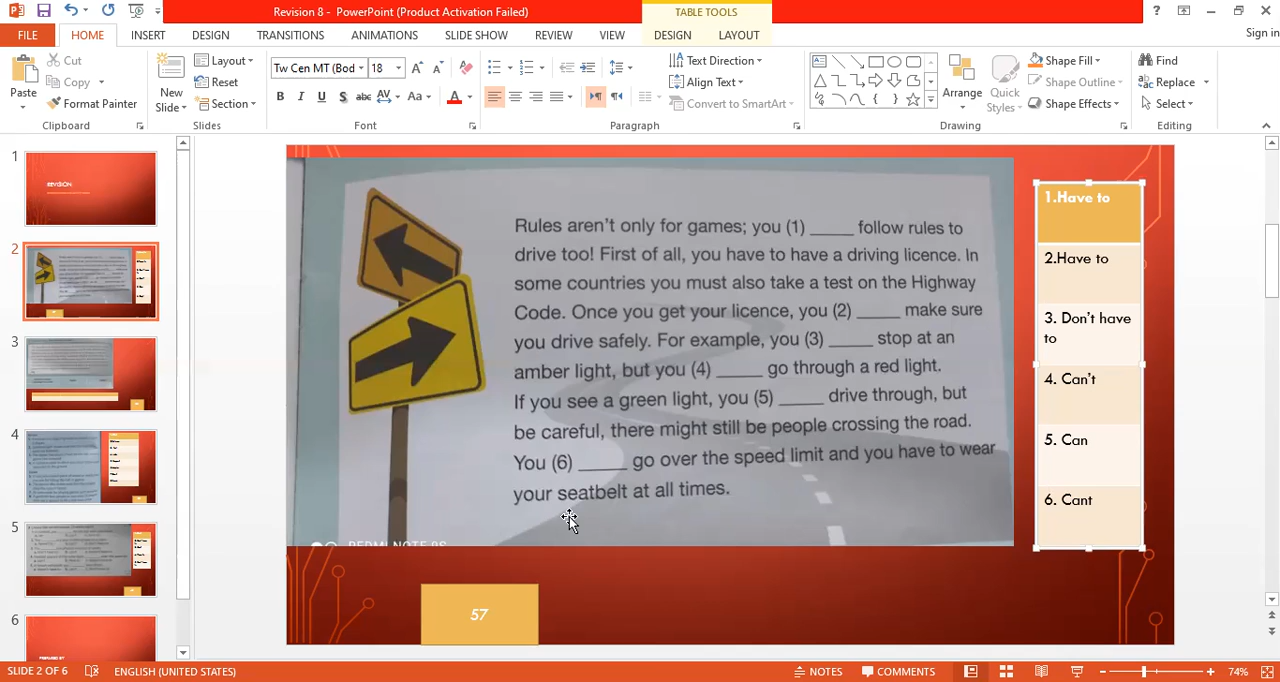 Revision 8 - PowerPoint (Product Activation Failed)
TABLE TOOLS
FILE
HOME
INSERT
DESIGN
TRANSITIONS
ANIMATIONS
SLIDE SHOW
REVIEW
VIEW
DESIGN
LAYOUT
Sign in
Paste
Cut
Copy
Format Painter
Clipboard
New
Slide
Layout
Reset
Section
Slides
Tw Cen MT (Bod
18
Font
Text Direction
Align Text
Convert to SmartArt
Paragraph
Arrange
Quick
Styles
Shape Fill
Shape Outline
Shape Effects
Drawing
Find
Replace
Select
Editing
1
REVISION
2
3
4
5
6
Rules aren't only for games; you (1) _____ follow rules to
drive too! First of all, you have to have a driving licence. In
some countries you must also take a test on the Highway
Code. Once you get your licence, you (2) _____ make sure
you drive safely. For example, you (3) _____ stop at an
amber light, but you (4) _____ go through a red light.
If you see a green light, you (5) _____ drive through, but
be careful, there might still be people crossing the road.
You (6) _____ go over the speed limit and you have to wear
your seatbelt at all times.
REDMI NOTE 8S
57
1.Have to
2.Have to
3. Don't have
to
4. Can't
5. Can
6. Cant
SLIDE 2 OF 6
ENGLISH (UNITED STATES)
NOTES
COMMENTS
74%